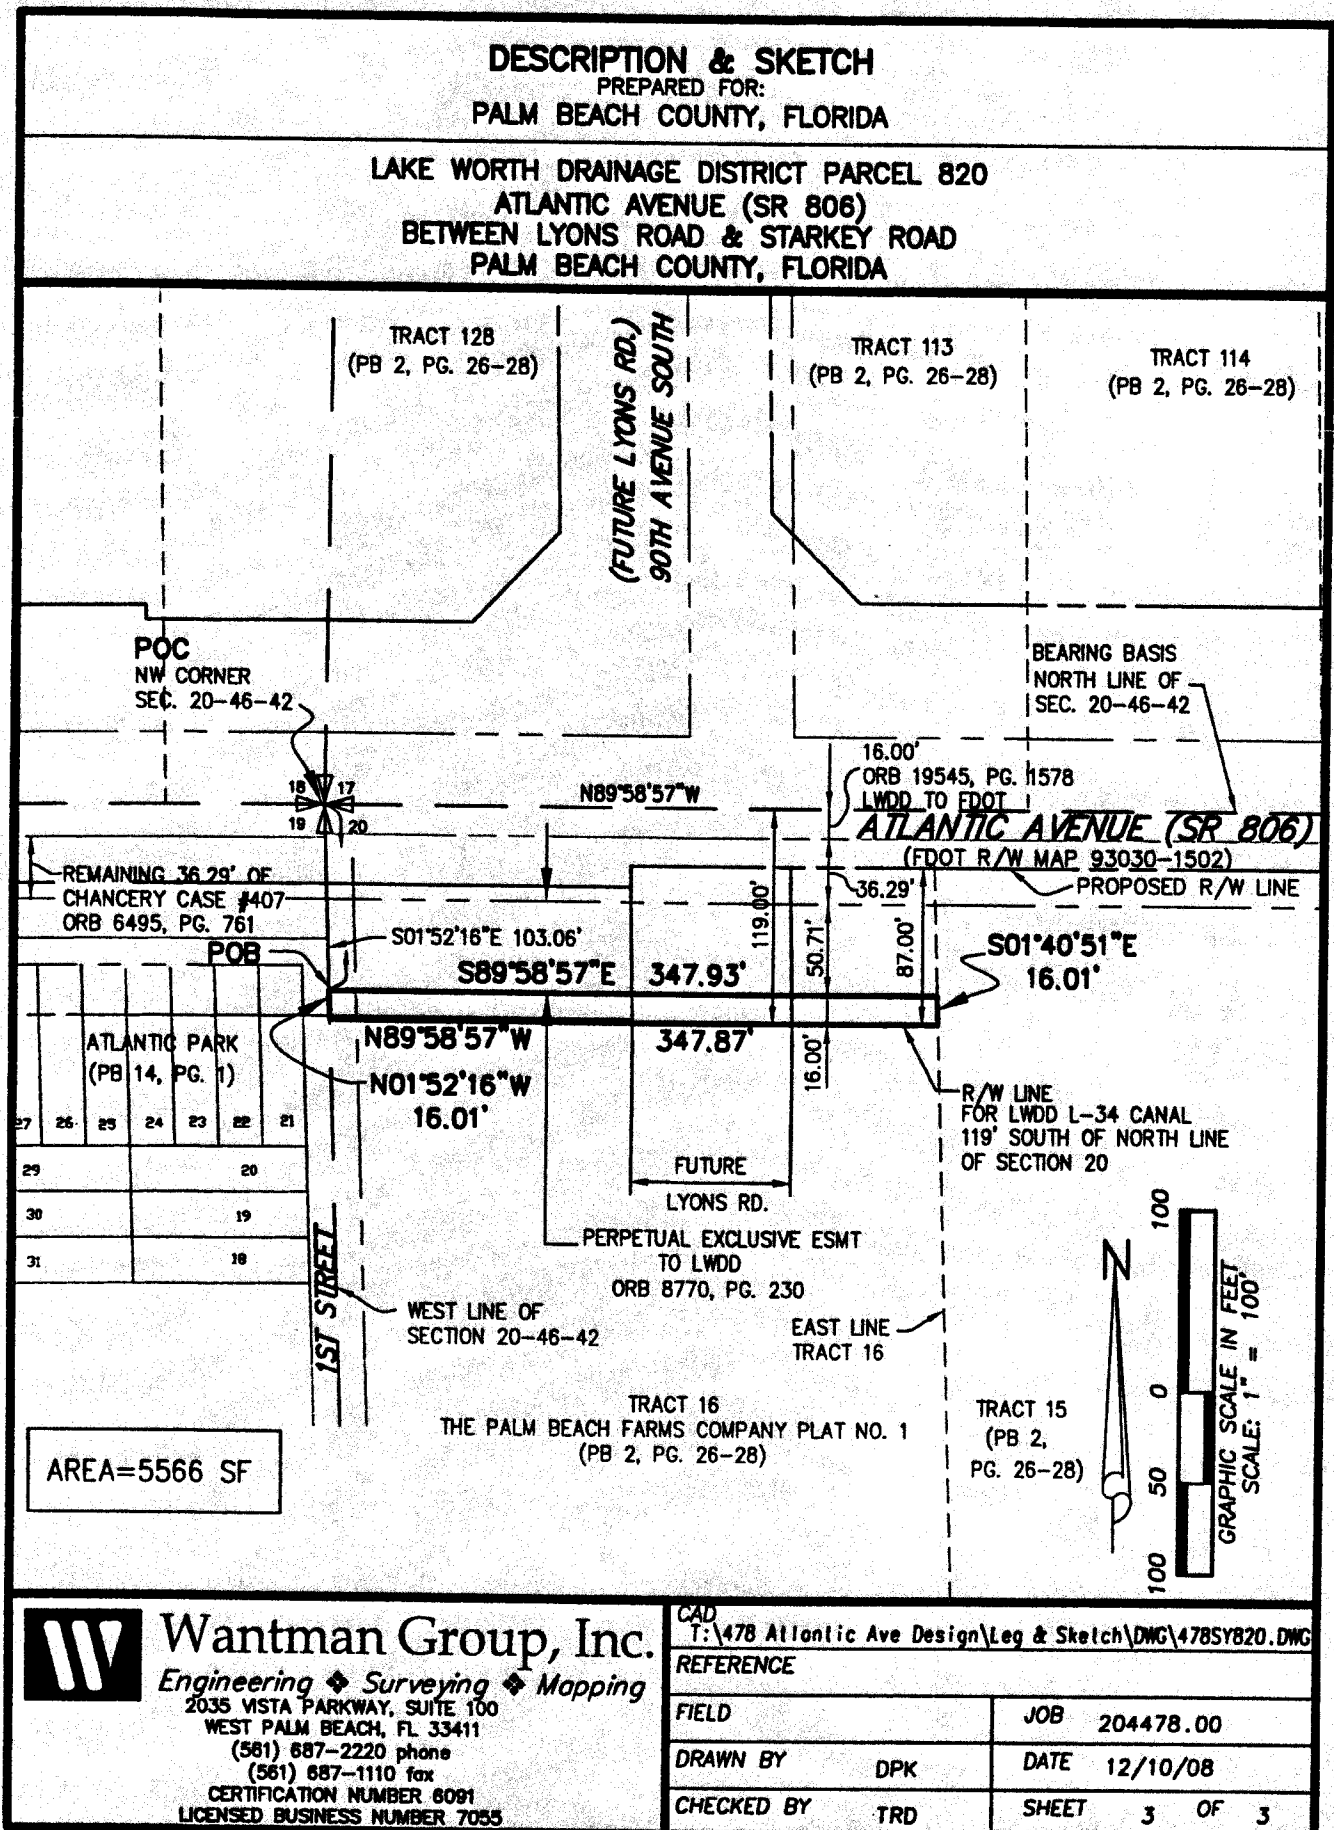 DESCRIPTION & SKETCH
PREPARED FOR:
PALM BEACH COUNTY, FLORIDA
LAKE WORTH DRAINAGE DISTRICT PARCEL 820
ATLANTIC AVENUE (SR 806)
BETWEEN LYONS ROAD & STARKEY ROAD
PALM BEACH COUNTY, FLORIDA
TRACT 128
(PB 2, PG. 26-28)
(FUTURE LYONS RD.)
90TH AVENUE SOUTH
TRACT 113
(PB 2, PG. 26-28)
TRACT 114
(PB 2, PG. 26-28)
POC
NW CORNER
SEC. 20-46-42
BEARING BASIS
NORTH LINE OF
SEC. 20-46-42
18 17
19 20
N89°58'57"W
16.00'
ORB 19545, PG. 1578
LWDD TO FDOT
ATLANTIC AVENUE (SR 806)
(FDOT R/W MAP 93030-1502)
PROPOSED R/W LINE
REMAINING 36.29' OF
CHANCERY CASE #407
ORB 6495, PG. 761
36.29'
119.00'
50.71'
87.00'
S01°52'16"E 103.06'
POB
S89°58'57"E 347.93'
S01°40'51"E
16.01'
N89°58'57"W 347.87'
N01°52'16"W
16.01'
16.00'
ATLANTIC PARK
(PB 14, PG. 1)
27 26 25 24 23 22 21
29 20
30 19
31 18
R/W LINE
FOR LWDD L-34 CANAL
119' SOUTH OF NORTH LINE
OF SECTION 20
FUTURE
LYONS RD.
PERPETUAL EXCLUSIVE ESMT
TO LWDD
ORB 8770, PG. 230
1ST STREET
WEST LINE OF
SECTION 20-46-42
EAST LINE
TRACT 16
TRACT 16
THE PALM BEACH FARMS COMPANY PLAT NO. 1
(PB 2, PG. 26-28)
TRACT 15
(PB 2,
PG. 26-28)
N
100
0
50
100
GRAPHIC SCALE IN FEET
SCALE: 1" = 100'
AREA=5566 SF
W
Wantman Group, Inc.
Engineering ❖ Surveying ❖ Mapping
2035 VISTA PARKWAY, SUITE 100
WEST PALM BEACH, FL 33411
(561) 687-2220 phone
(561) 687-1110 fax
CERTIFICATION NUMBER 6091
LICENSED BUSINESS NUMBER 7055
CAD
T:\478 Atlantic Ave Design\Leg & Sketch\DWG\478SY820.DWG
REFERENCE
FIELD
JOB 204478.00
DRAWN BY DPK
DATE 12/10/08
CHECKED BY TRD
SHEET 3 OF 3